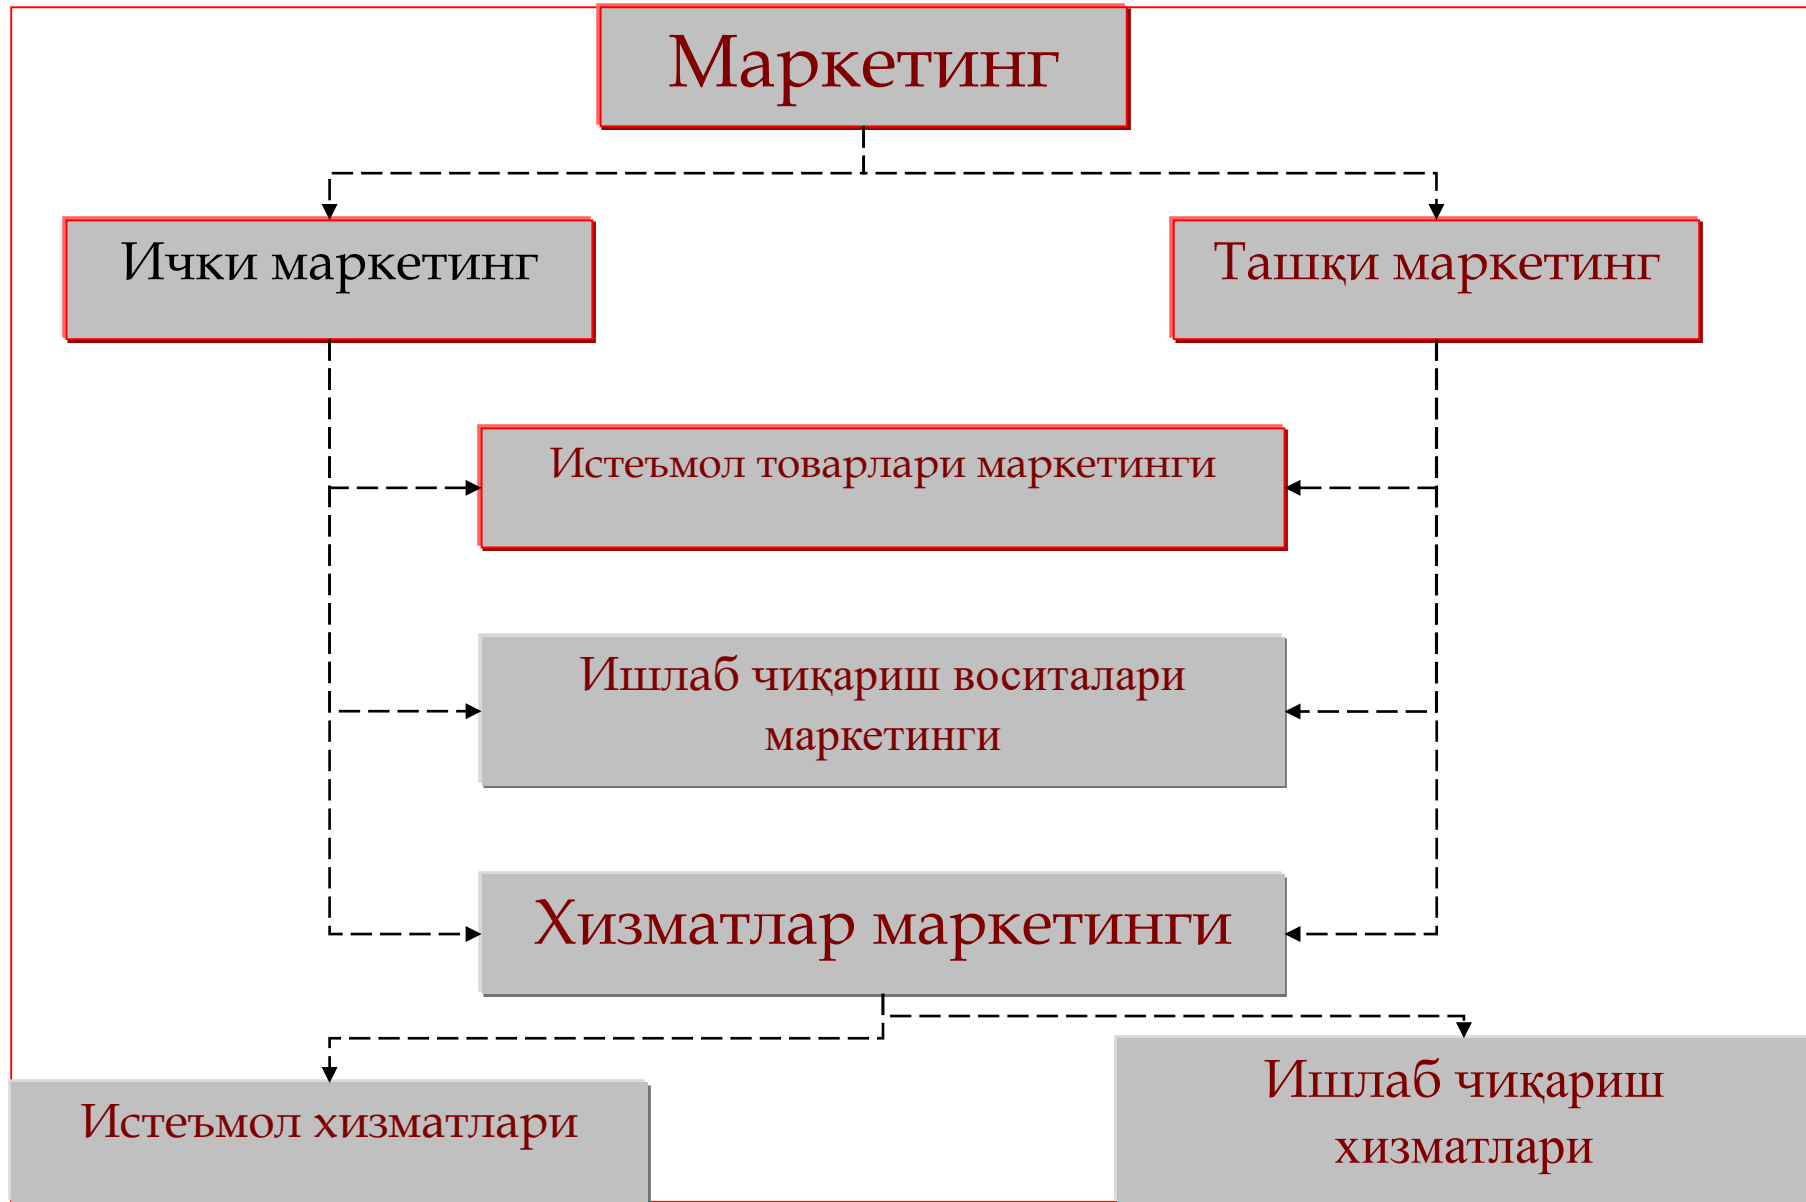 Маркетинг
Ички маркетинг
Ташқи маркетинг
Истеъмол товарлари маркетинги
Ишлаб чиқариш воситалари
маркетинги
Хизматлар маркетинги
Истеъмол хизматлари
Ишлаб чиқариш
хизматлари